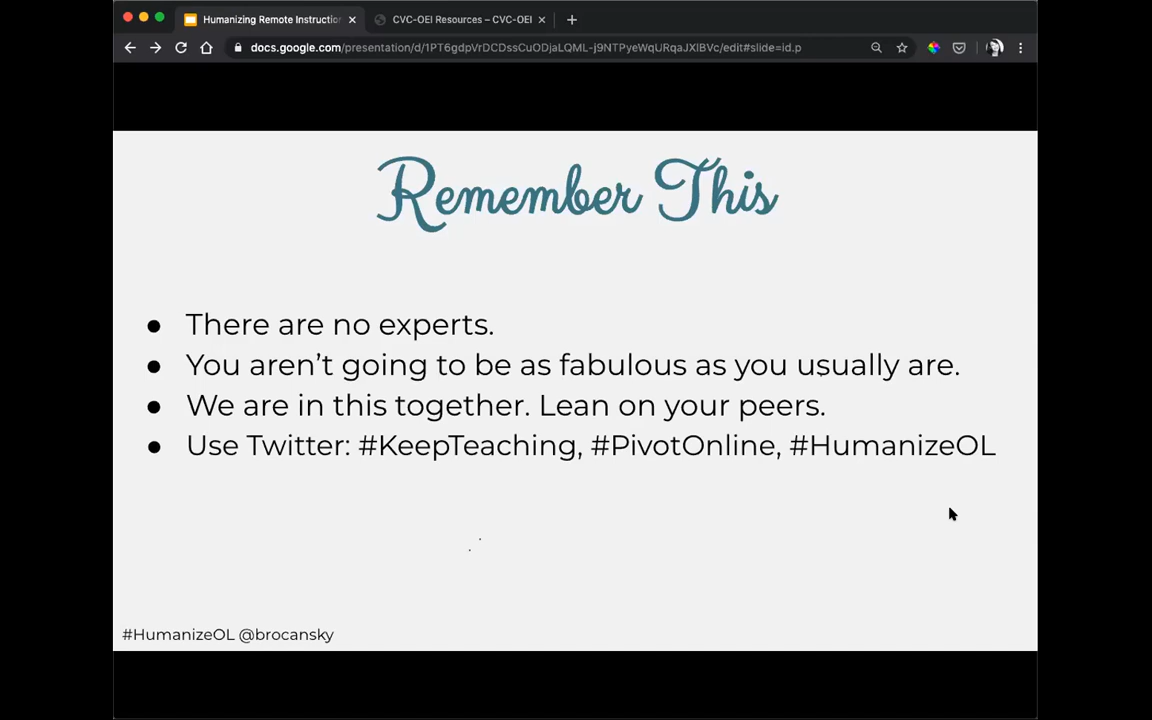 Humanizing Remote Instruction
CVC-OEI Resources – CVC-OEI
docs.google.com/presentation/d/1PT6gdpVrDCDssCuODjaLQML-j9NTPyeWqURqaJXlBVc/edit#slide=id.p
Remember This
● There are no experts.
● You aren’t going to be as fabulous as you usually are.
● We are in this together. Lean on your peers.
● Use Twitter: #KeepTeaching, #PivotOnline, #HumanizeOL
#HumanizeOL @brocansky